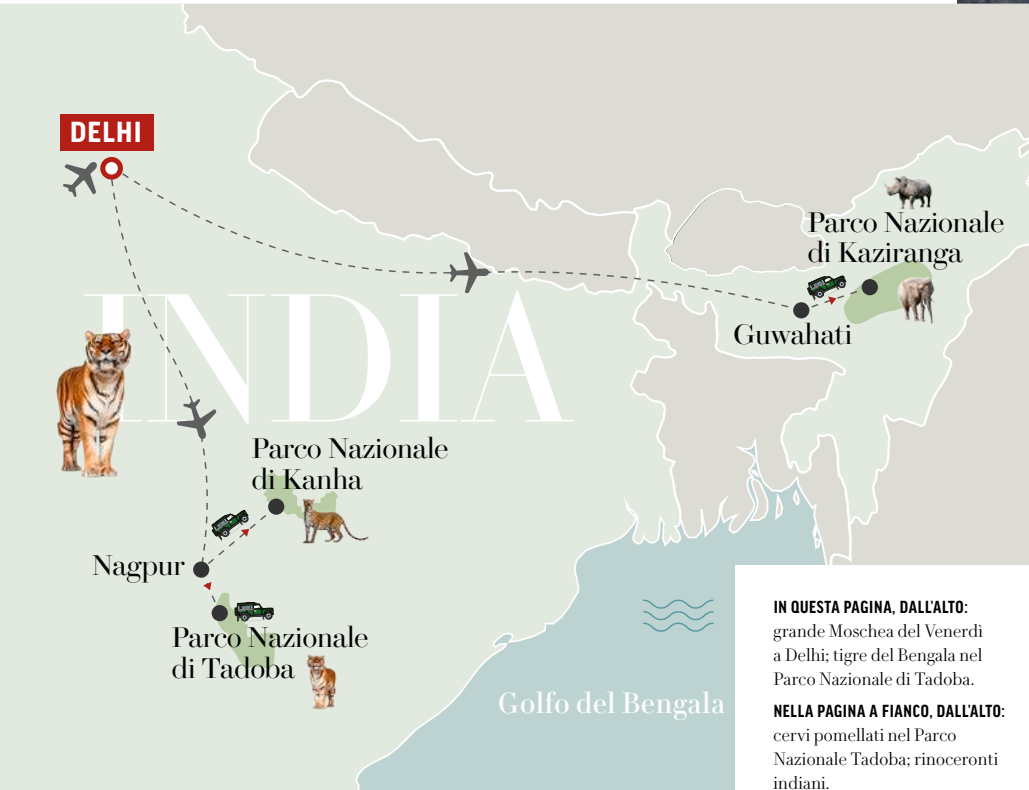 DELHI
Parco Nazionale
di Kaziranga
Guwahati
INDIA
Parco Nazionale
di Kanha
Nagpur
Parco Nazionale
di Tadoba
Golfo del Bengala
IN QUESTA PAGINA, DALL'ALTO:
grande Moschea del Venerdì
a Delhi; tigre del Bengala nel
Parco Nazionale di Tadoba.
NELLA PAGINA A FIANCO, DALL'ALTO:
cervi pomellati nel Parco
Nazionale Tadoba; rinoceronti
indiani.